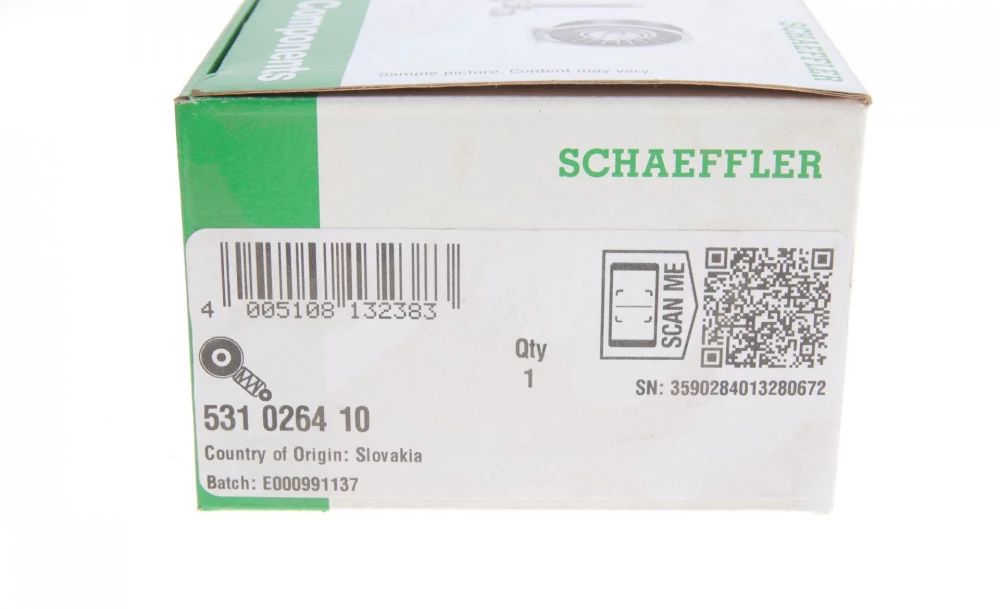 Components
SCHAEFFLER
Sample picture. Content may vary.
SCHAEFFLER
4 005108 132383
SCAN ME
Qty
1
SN: 3590284013280672
531 0264 10
Country of Origin: Slovakia
Batch: E000991137